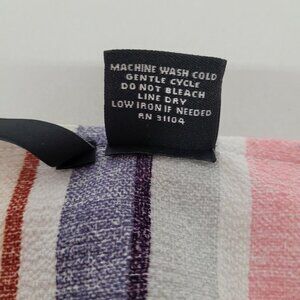 MACHINE WASH COLD
GENTLE CYCLE
DO NOT BLEACH
LINE DRY
LOW IRON IF NEEDED
RN 31104